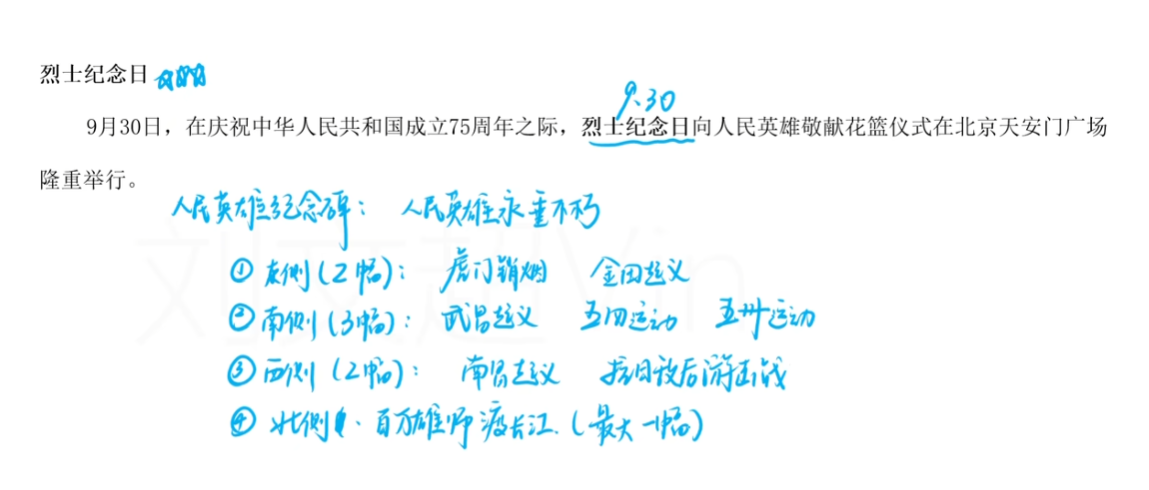 烈士纪念日
9.30
9月30日，在庆祝中华人民共和国成立75周年之际，烈士纪念日向人民英雄敬献花篮仪式在北京天安门广场
隆重举行。
人民英雄纪念碑：人民英雄永垂不朽
①东侧(2幅)：虎门销烟 金田起义
②南侧(3幅)：武昌起义 五四运动 五卅运动
③西侧(2幅)：南昌起义 抗日敌后游击战
④北侧·百万雄师渡长江.(最大一幅)